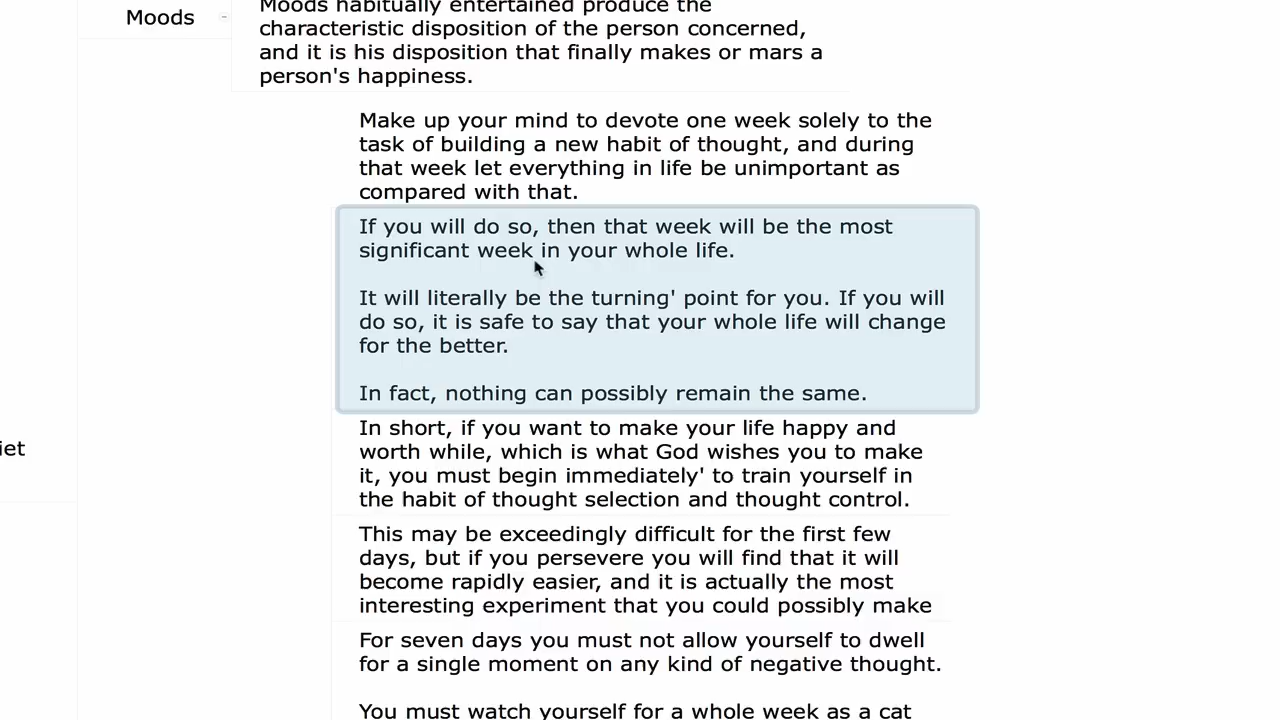 Moods
Moods habitually entertained produce the
characteristic disposition of the person concerned,
and it is his disposition that finally makes or mars a
person's happiness.
Make up your mind to devote one week solely to the
task of building a new habit of thought, and during
that week let everything in life be unimportant as
compared with that.
If you will do so, then that week will be the most
significant week in your whole life.
It will literally be the turning' point for you. If you will
do so, it is safe to say that your whole life will change
for the better.
In fact, nothing can possibly remain the same.
iet
In short, if you want to make your life happy and
worth while, which is what God wishes you to make
it, you must begin immediately' to train yourself in
the habit of thought selection and thought control.
This may be exceedingly difficult for the first few
days, but if you persevere you will find that it will
become rapidly easier, and it is actually the most
interesting experiment that you could possibly make
For seven days you must not allow yourself to dwell
for a single moment on any kind of negative thought.
You must watch yourself for a whole week as a cat